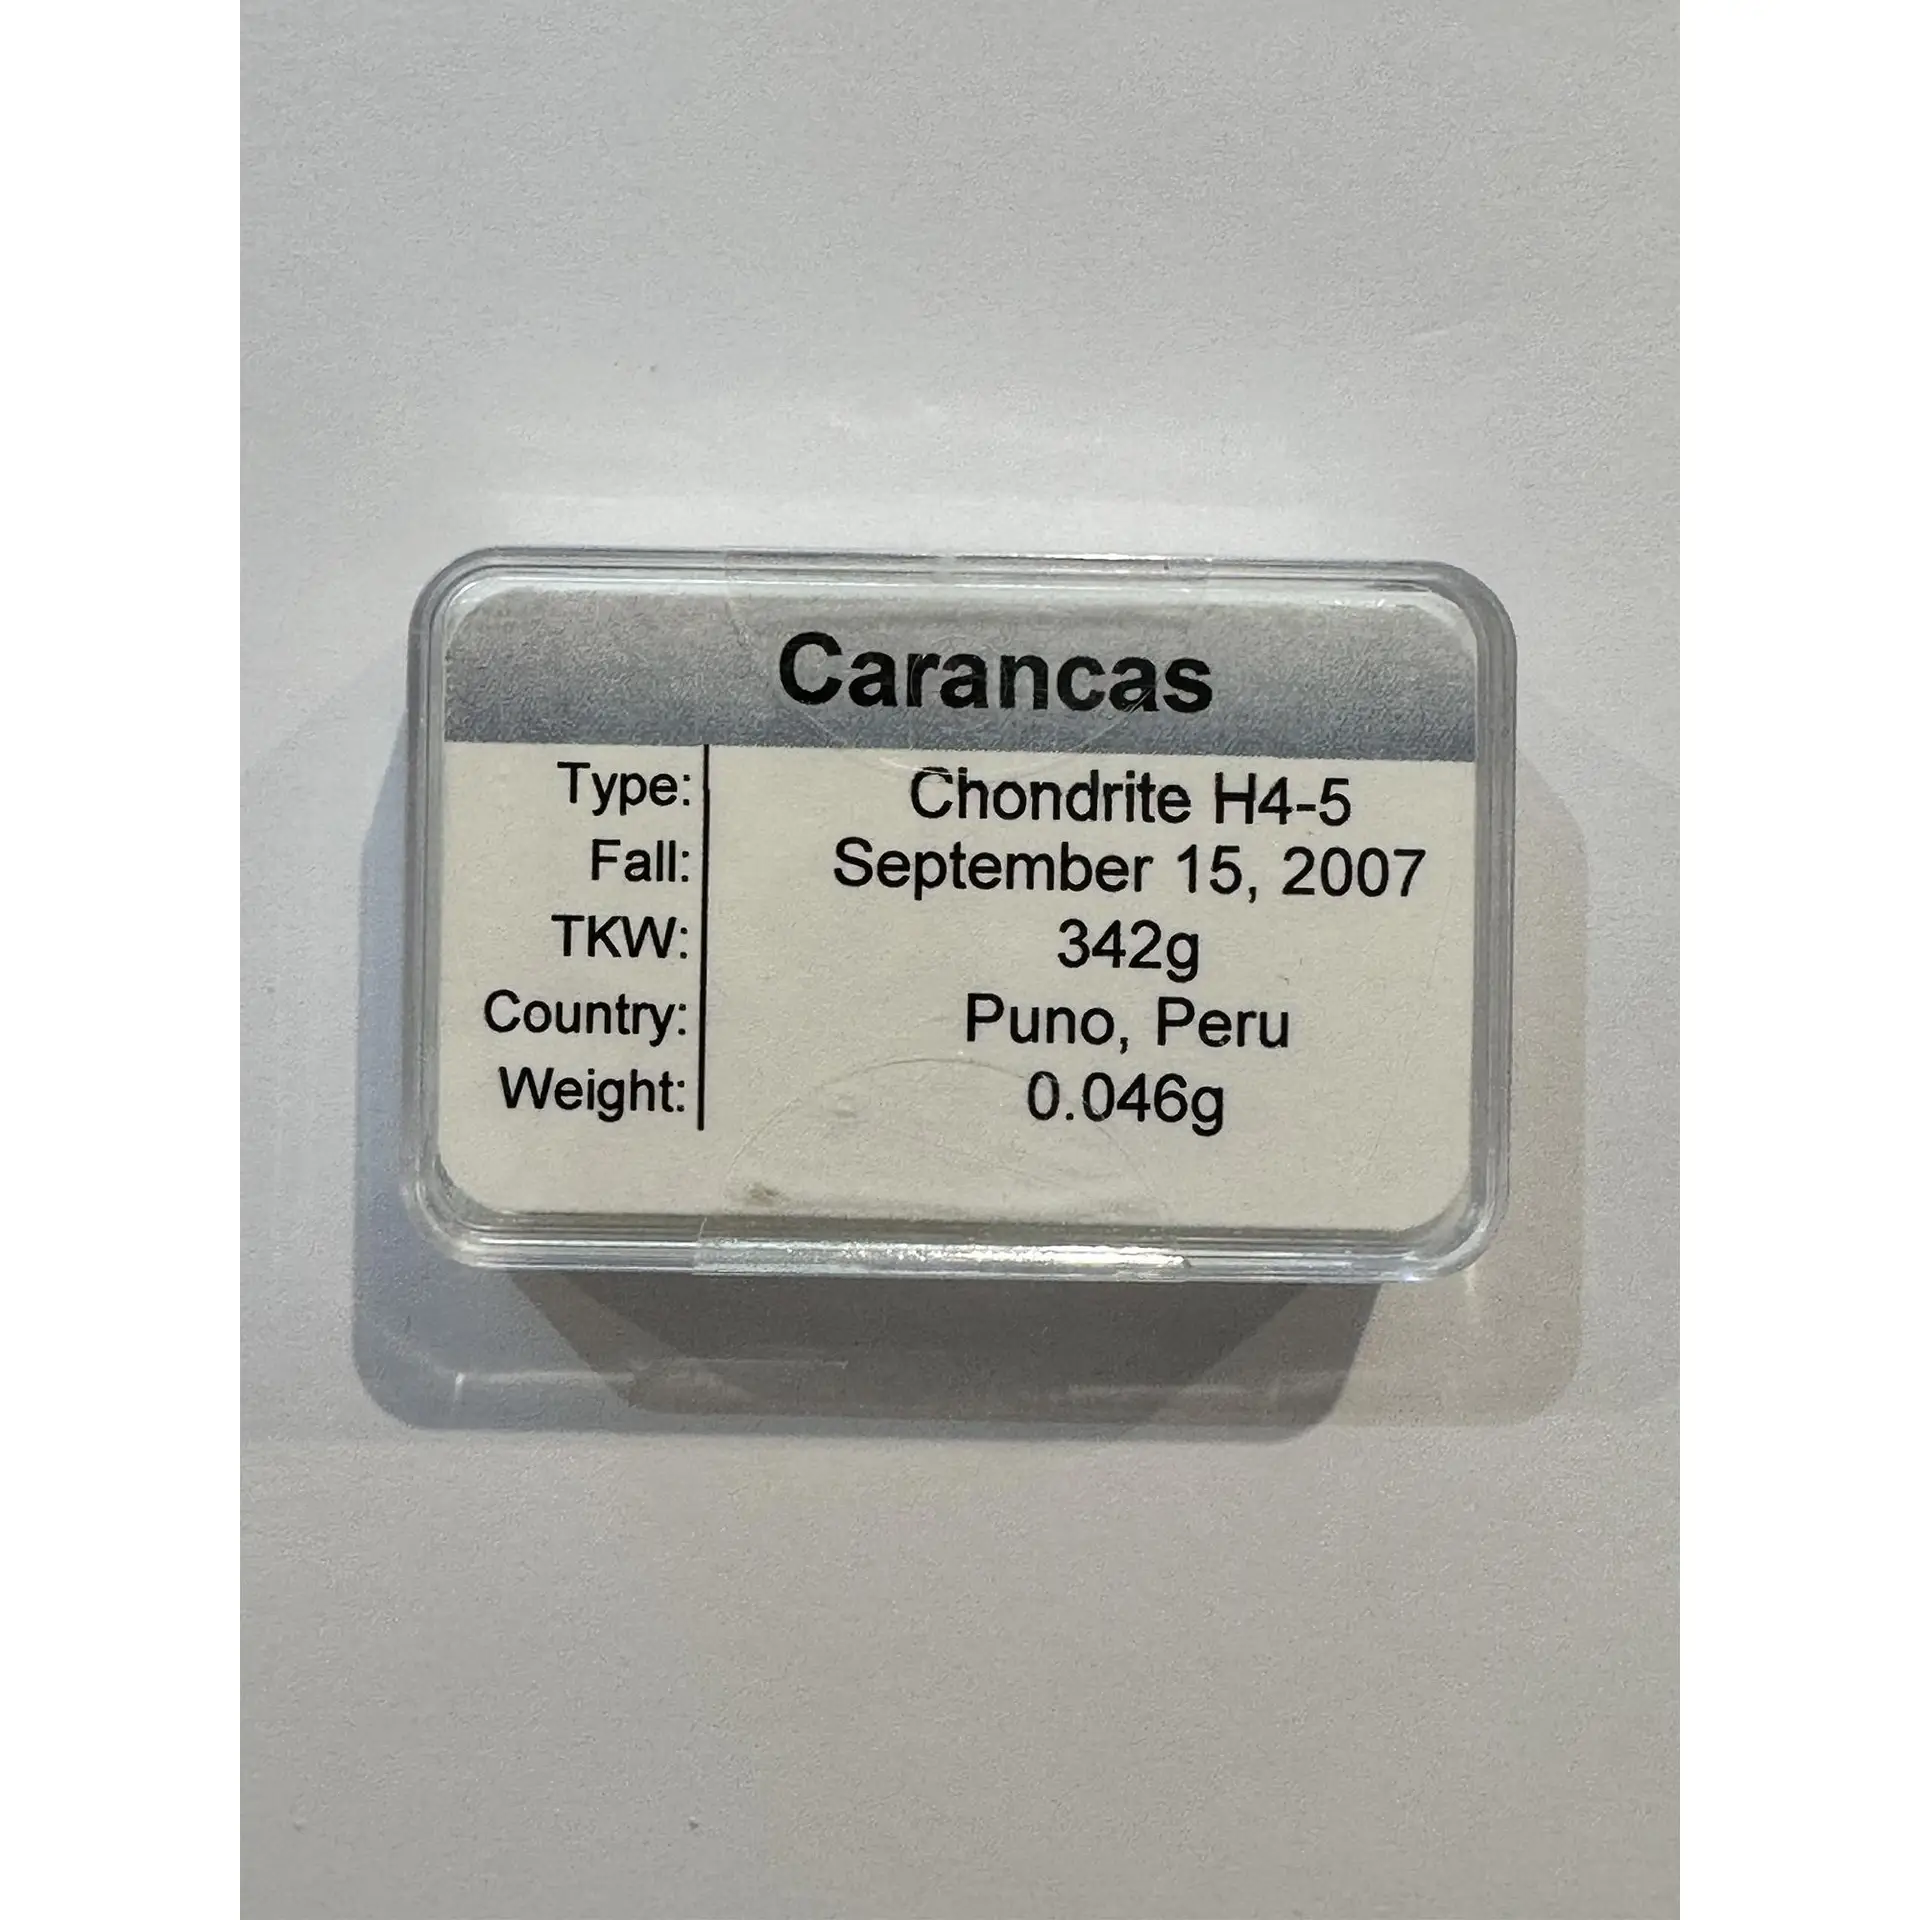 Carancas
Type: Chondrite H4-5
Fall: September 15, 2007
TKW: 342g
Country: Puno, Peru
Weight: 0.046g